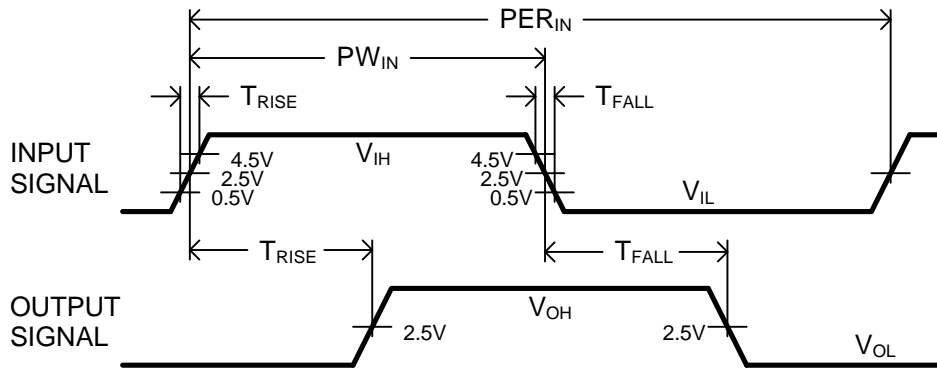 PER_IN
PW_IN
T_RISE
T_FALL
INPUT
SIGNAL
4.5V
2.5V
0.5V
V_IH
4.5V
2.5V
0.5V
V_IL
T_RISE
T_FALL
OUTPUT
SIGNAL
2.5V
V_OH
2.5V
V_OL